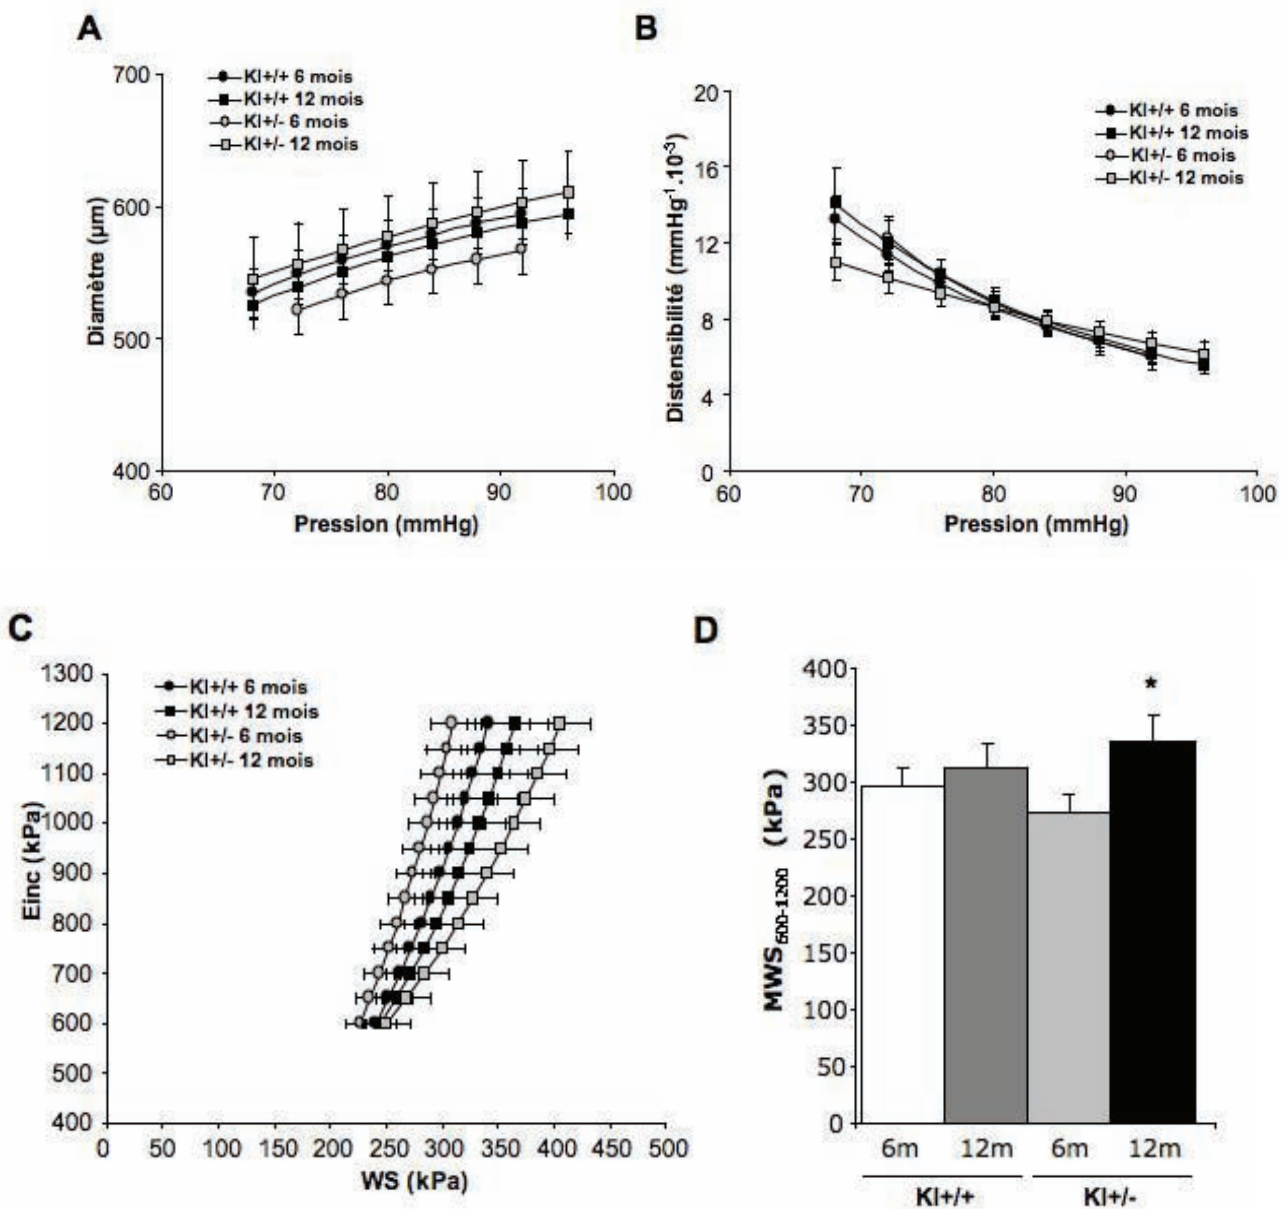 A
700
600
500
400
60
70
80
90
100
Diamètre (µm)
Pression (mmHg)
KI+/+ 6 mois
KI+/+ 12 mois
KI+/- 6 mois
KI+/- 12 mois
B
20
16
12
8
4
0
60
70
80
90
100
Distensibilité (mmHg⁻¹.10⁻³)
Pression (mmHg)
KI+/+ 6 mois
KI+/+ 12 mois
KI+/- 6 mois
KI+/- 12 mois
C
1300
1200
1100
1000
900
800
700
600
500
400
0
50
100
150
200
250
300
350
400
450
500
Einc (kPa)
WS (kPa)
KI+/+ 6 mois
KI+/+ 12 mois
KI+/- 6 mois
KI+/- 12 mois
D
400
350
300
250
200
150
100
50
0
MWS600-1200 (kPa)
★
6m
12m
6m
12m
KI+/+
KI+/-